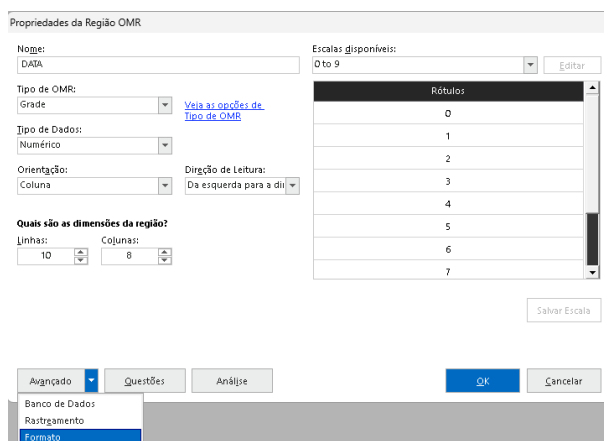 Propriedades da Região OMR
Nome:
DATA
Tipo de OMR:
Grade
Veja as opções de
Tipo de OMR
Tipo de Dados:
Numérico
Orientação:
Coluna
Direção de Leitura:
Da esquerda para a dir
Quais são as dimensões da região?
Linhas:
10
Colunas:
8
Escalas disponíveis:
0 to 9
Editar
Rótulos
0
1
2
3
4
5
6
7
Salvar Escala
Avançado
Questões
Análise
OK
Cancelar
Banco de Dados
Rastreamento
Formato